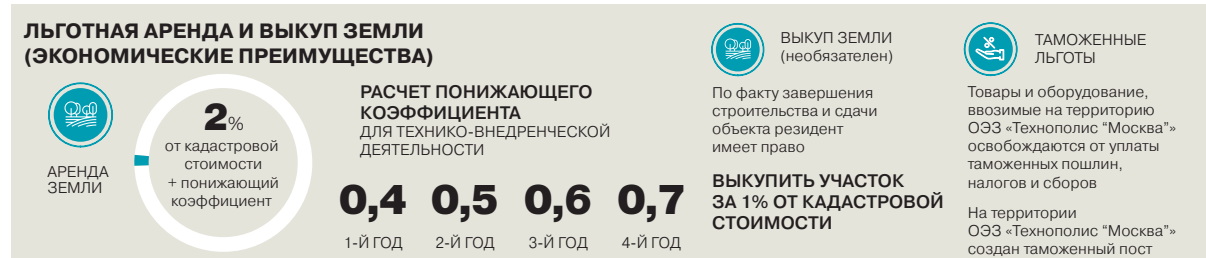 ЛЬГОТНАЯ АРЕНДА И ВЫКУП ЗЕМЛИ
(ЭКОНОМИЧЕСКИЕ ПРЕИМУЩЕСТВА)
АРЕНДА
ЗЕМЛИ
2%
от кадастровой
стоимости
+ понижающий
коэффициент
РАСЧЕТ ПОНИЖАЮЩЕГО
КОЭФФИЦИЕНТА
ДЛЯ ТЕХНИКО-ВНЕДРЕНЧЕСКОЙ
ДЕЯТЕЛЬНОСТИ
0,4 0,5 0,6 0,7
1-Й ГОД 2-Й ГОД 3-Й ГОД 4-Й ГОД
ВЫКУП ЗЕМЛИ
(необязателен)
По факту завершения
строительства и сдачи
объекта резидент
имеет право
ВЫКУПИТЬ УЧАСТОК
ЗА 1% ОТ КАДАСТРОВОЙ
СТОИМОСТИ
ТАМОЖЕННЫЕ
ЛЬГОТЫ
Товары и оборудование,
ввозимые на территорию
ОЭЗ «Технополис “Москва”»
освобождаются от уплаты
таможенных пошлин,
налогов и сборов
На территории
ОЭЗ «Технополис “Москва”»
создан таможенный пост